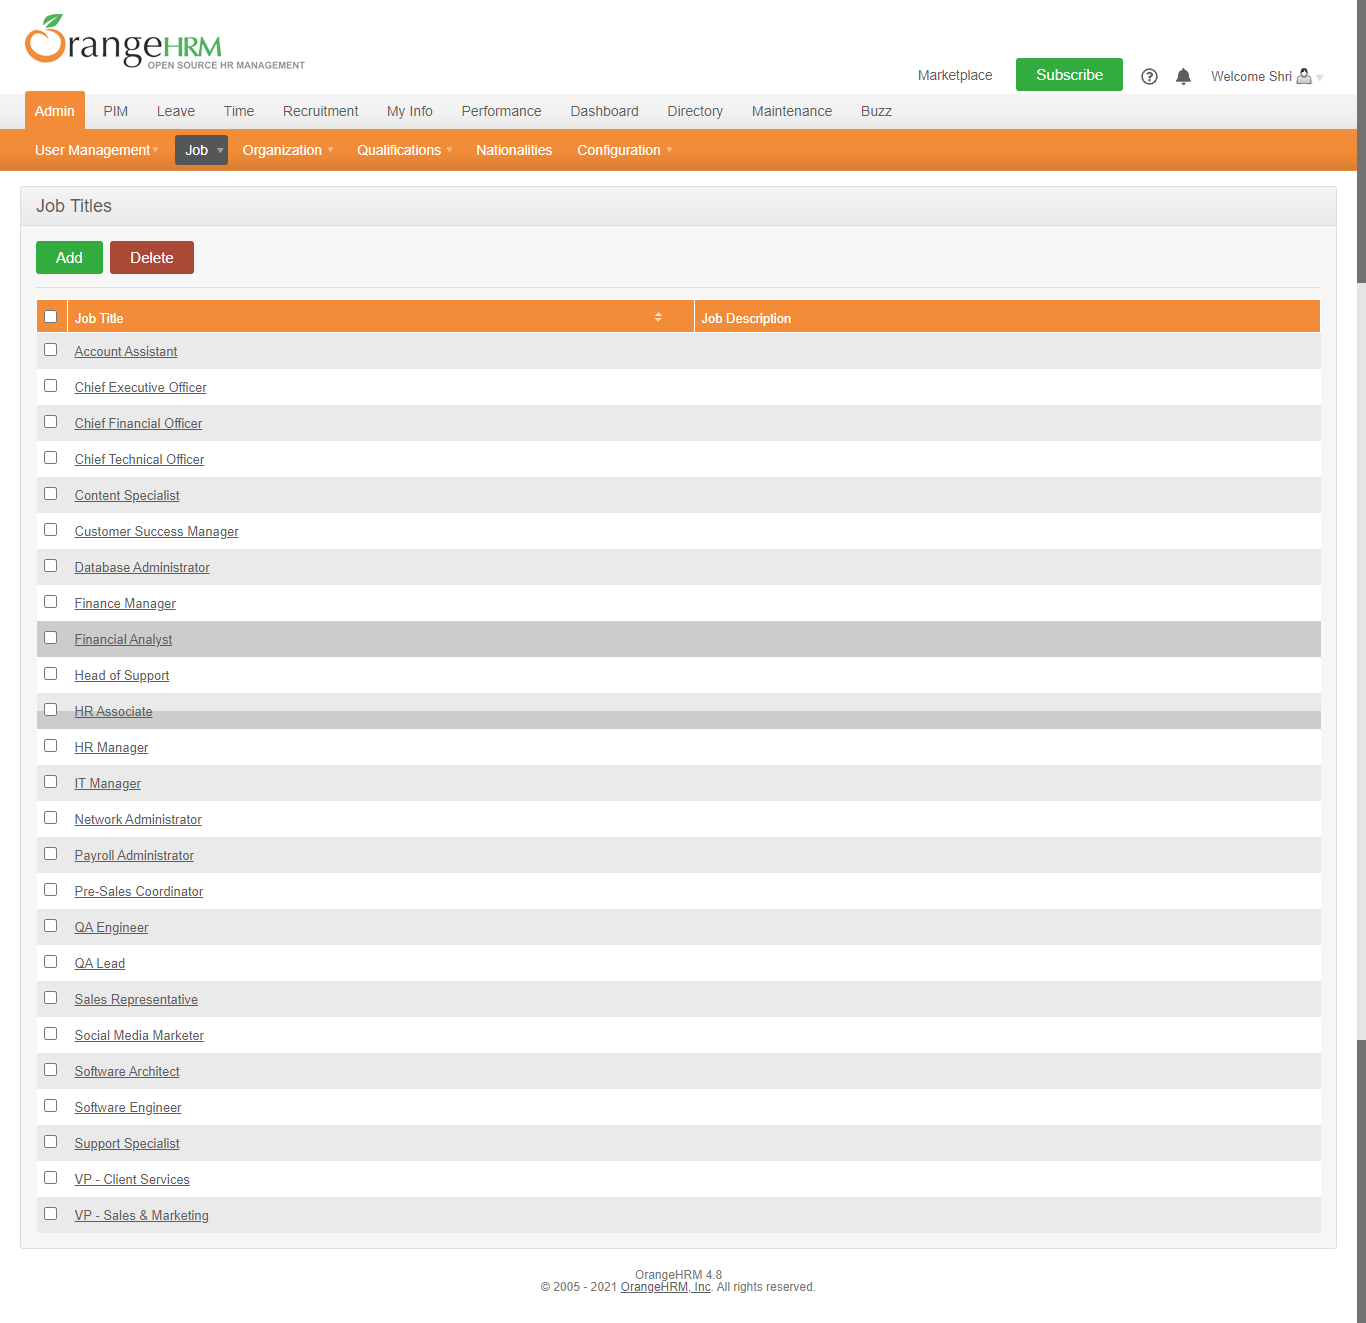 OrangeHRM
OPEN SOURCE HR MANAGEMENT
Marketplace Subscribe Welcome Shri
Admin PIM Leave Time Recruitment My Info Performance Dashboard Directory Maintenance Buzz
User Management Job Organization Qualifications Nationalities Configuration
Job Titles
Add Delete
Job Title Job Description
Account Assistant
Chief Executive Officer
Chief Financial Officer
Chief Technical Officer
Content Specialist
Customer Success Manager
Database Administrator
Finance Manager
Financial Analyst
Head of Support
HR Associate
HR Manager
IT Manager
Network Administrator
Payroll Administrator
Pre-Sales Coordinator
QA Engineer
QA Lead
Sales Representative
Social Media Marketer
Software Architect
Software Engineer
Support Specialist
VP - Client Services
VP - Sales & Marketing
OrangeHRM 4.8
© 2005 - 2021 OrangeHRM, Inc. All rights reserved.